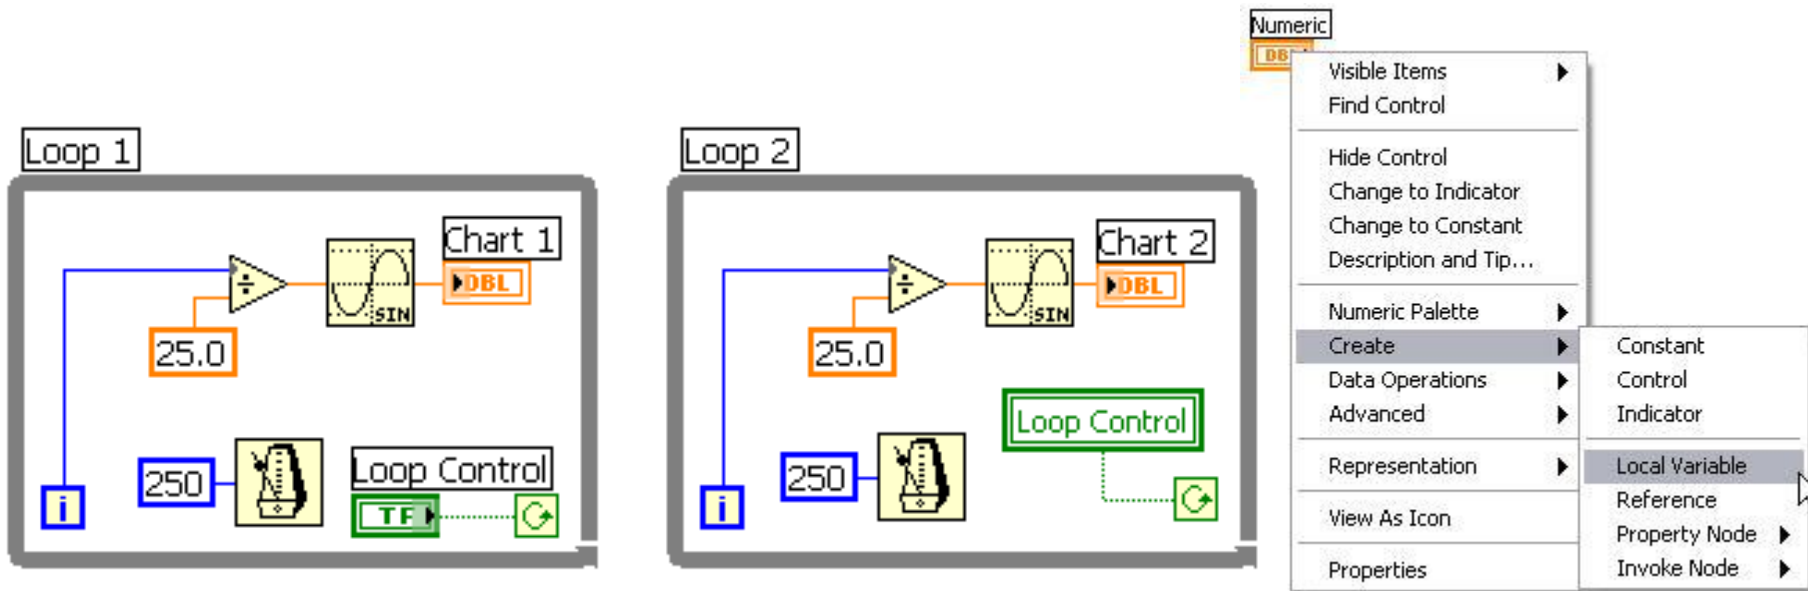 Loop 1
÷
SIN
Chart 1
DBL
25.0
250
Loop Control
i
TF
Loop 2
÷
SIN
Chart 2
DBL
25.0
Loop Control
250
i
Numeric
Visible Items
Find Control
Hide Control
Change to Indicator
Change to Constant
Description and Tip...
Numeric Palette
Create
Data Operations
Advanced
Representation
View As Icon
Properties
Constant
Control
Indicator
Local Variable
Reference
Property Node
Invoke Node